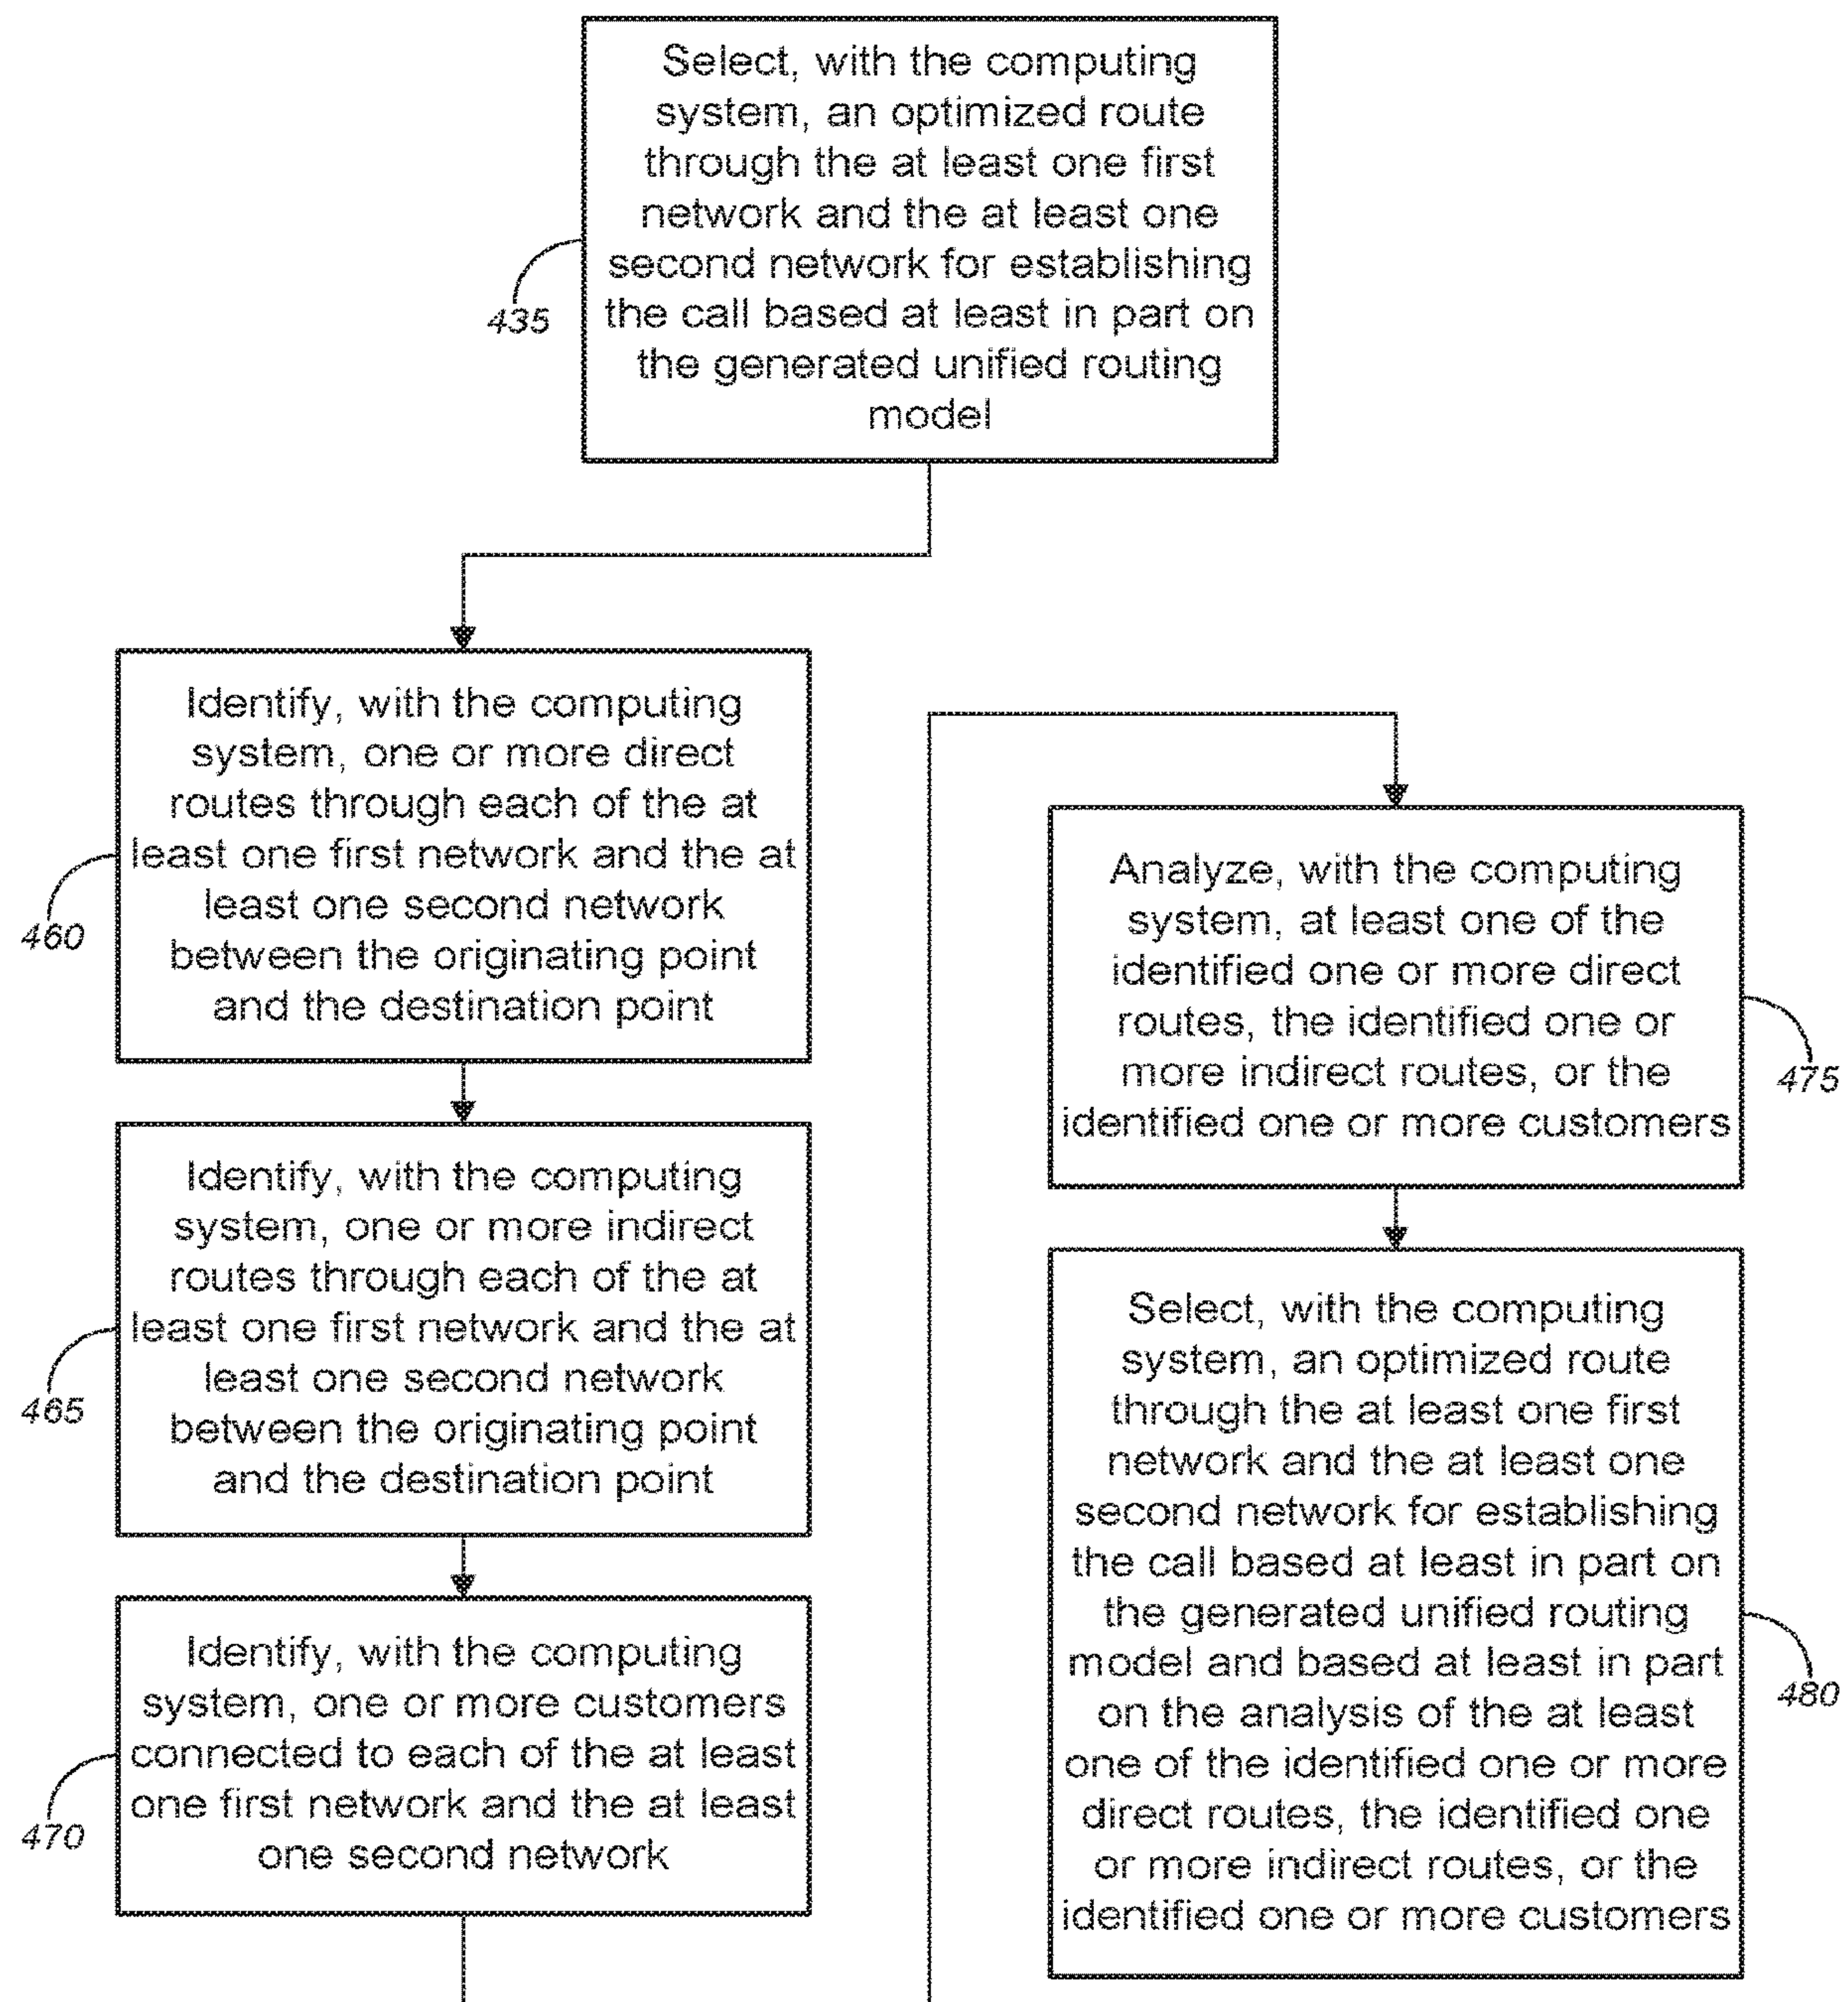 Select, with the computing
system, an optimized route
through the at least one first
network and the at least one
second network for establishing
the call based at least in part on
the generated unified routing
model
435
Identify, with the computing
system, one or more direct
routes through each of the at
least one first network and the at
least one second network
between the originating point
and the destination point
460
Identify, with the computing
system, one or more indirect
routes through each of the at
least one first network and the at
least one second network
between the originating point
and the destination point
465
Identify, with the computing
system, one or more customers
connected to each of the at least
one first network and the at least
one second network
470
Analyze, with the computing
system, at least one of the
identified one or more direct
routes, the identified one or
more indirect routes, or the
identified one or more customers
475
Select, with the computing
system, an optimized route
through the at least one first
network and the at least one
second network for establishing
the call based at least in part on
the generated unified routing
model and based at least in part
on the analysis of the at least
one of the identified one or more
direct routes, the identified one
or more indirect routes, or the
identified one or more customers
480